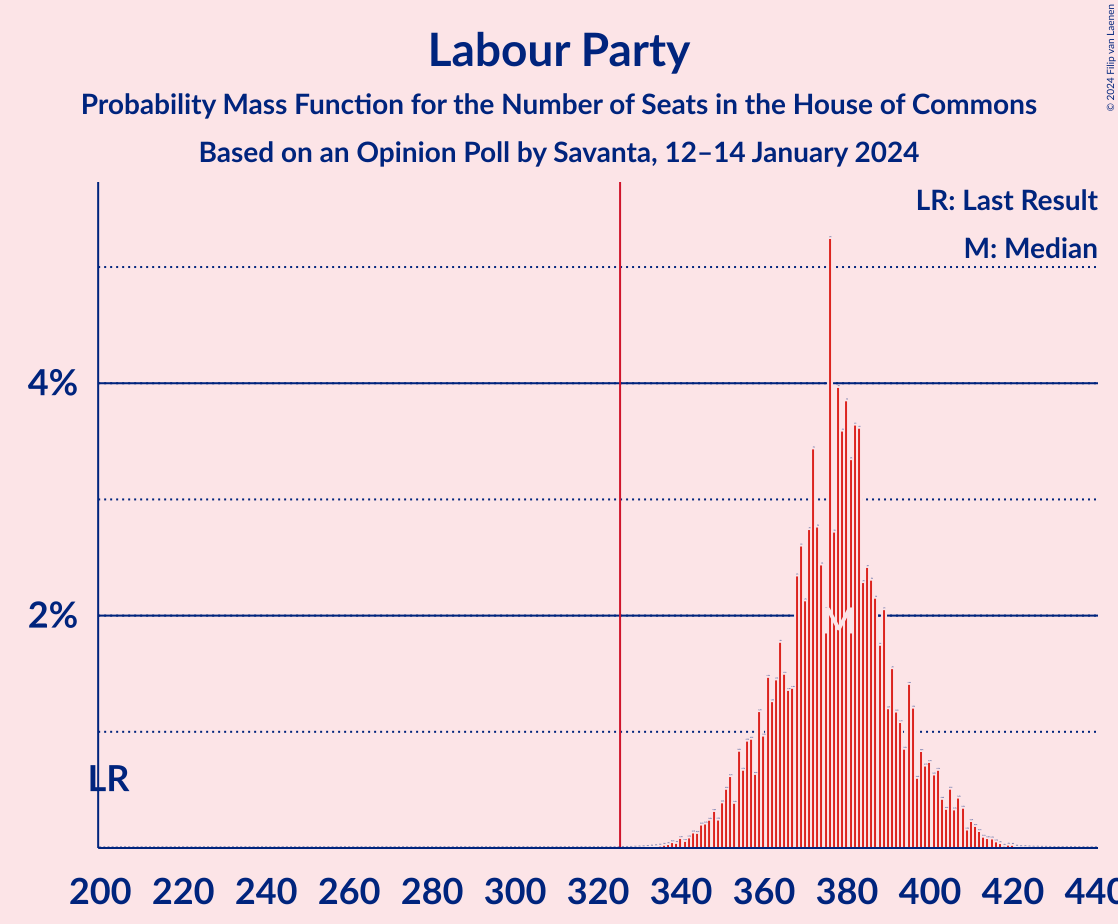 Labour Party
Probability Mass Function for the Number of Seats in the House of Commons
Based on an Opinion Poll by Savanta, 12–14 January 2024
© 2024 Filip van Laenen
LR: Last Result
M: Median
4%
2%
M
LR
200 220 240 260 280 300 320 340 360 380 400 420 440